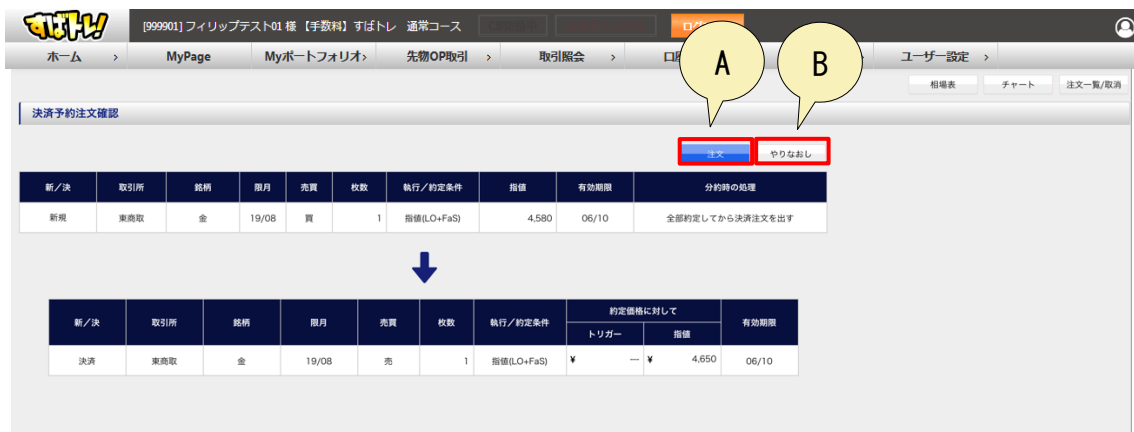 すばトレ!
[999901]フィリップテスト01 様 【手数料】すばトレ 通常コース
ホーム > MyPage Myポートフォリオ> 先物OP取引 > 取引照会 > > ユーザー設定 >
A
B
相場表 チャート 注文一覧/取消
決済予約注文確認
注文 やりなおし
新/決 取引所 銘柄 限月 売買 枚数 執行/約定条件 指値 有効期限 分約時の処理
新規 東商取 金 19/08 買 1 指値(LO+FaS) 4,580 06/10 全部約定してから決済注文を出す
新/決 取引所 銘柄 限月 売買 枚数 執行/約定条件 約定価格に対して 有効期限
トリガー 指値
決済 東商取 金 19/08 売 1 指値(LO+FaS) ¥ --- ¥ 4,650 06/10